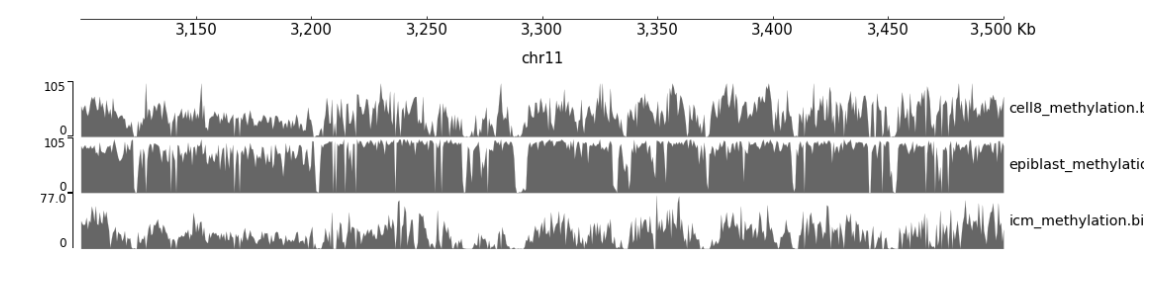 3,150 3,200 3,250 3,300 3,350 3,400 3,450 3,500 Kb
chr11
105
cell8_methylation.b
0
105
epiblast_methylatic
0
77.0
icm_methylation.bi
0